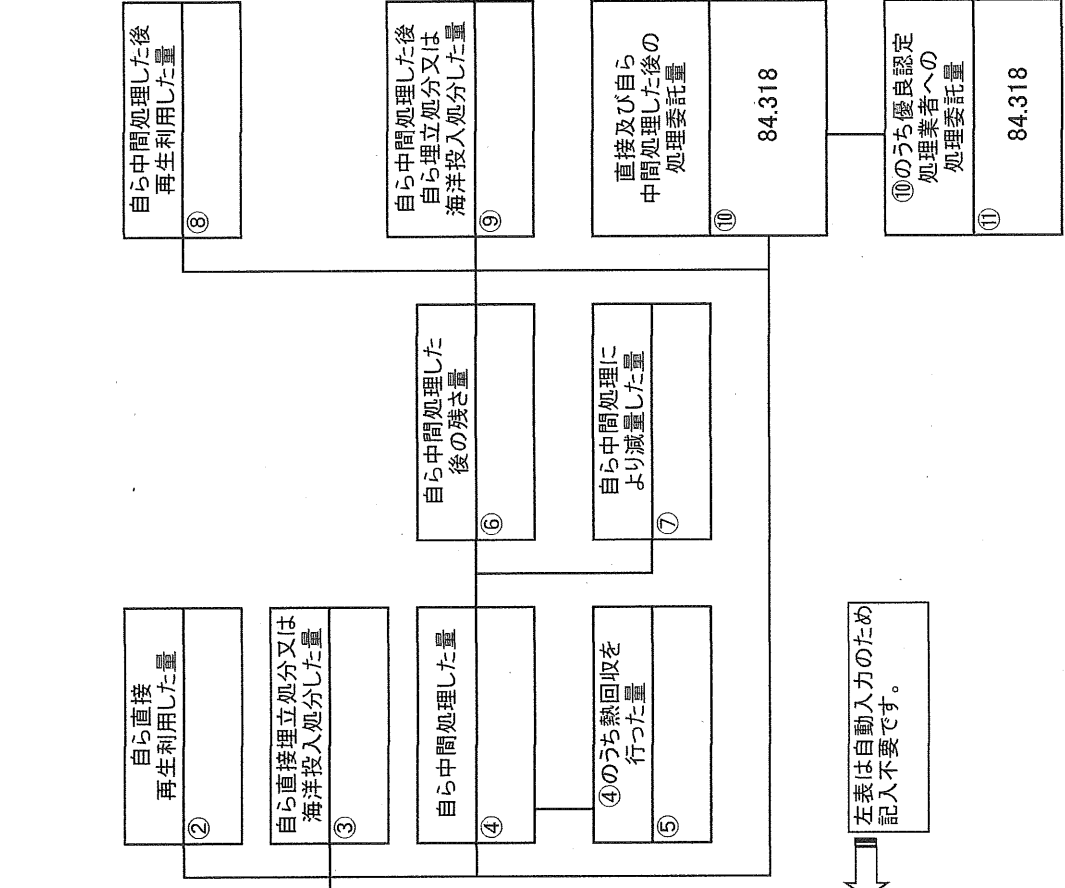 自ら直接
再生利用した量
②
自ら直接埋立処分又は
海洋投入処分した量
③
自ら中間処理した量
④
④のうち熱回収を
行った量
⑤
自ら中間処理した
後の残さ量
⑥
自ら中間処理に
より減量した量
⑦
自ら中間処理した後
再生利用した量
⑧
自ら中間処理した後
自ら埋立処分又は
海洋投入処分した量
⑨
直接及び自ら
中間処理した後の
処理委託量
⑩
84.318
⑩のうち優良認定
処理業者への
処理委託量
⑪
84.318
左表は自動入力のため
記入不要です。